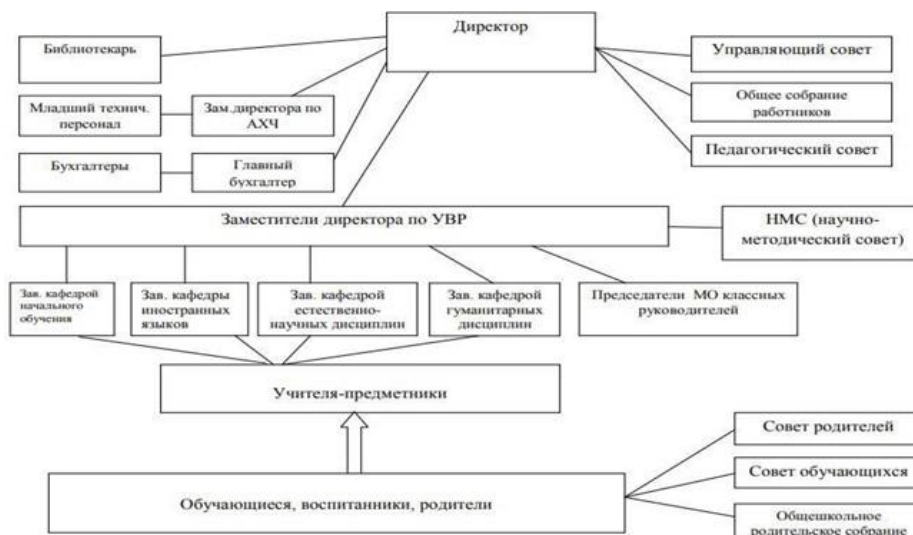 Директор
Библиотекарь
Управляющий совет
Младший технич.
персонал
Зам.директора по
АХЧ
Общее собрание
работников
Бухгалтеры
Главный
бухгалтер
Педагогический совет
Заместители директора по УВР
НМС (научно-
методический совет)
Зав. кафедрой
начального
обучения
Зав. кафедры
иностранных
языков
Зав. кафедрой
естественно-
научных дисциплин
Зав. кафедрой
гуманитарных
дисциплин
Председатели МО классных
руководителей
Учителя-предметники
Совет родителей
Совет обучающихся
Обучающиеся, воспитанники, родители
Общешкольное
родительское собрание